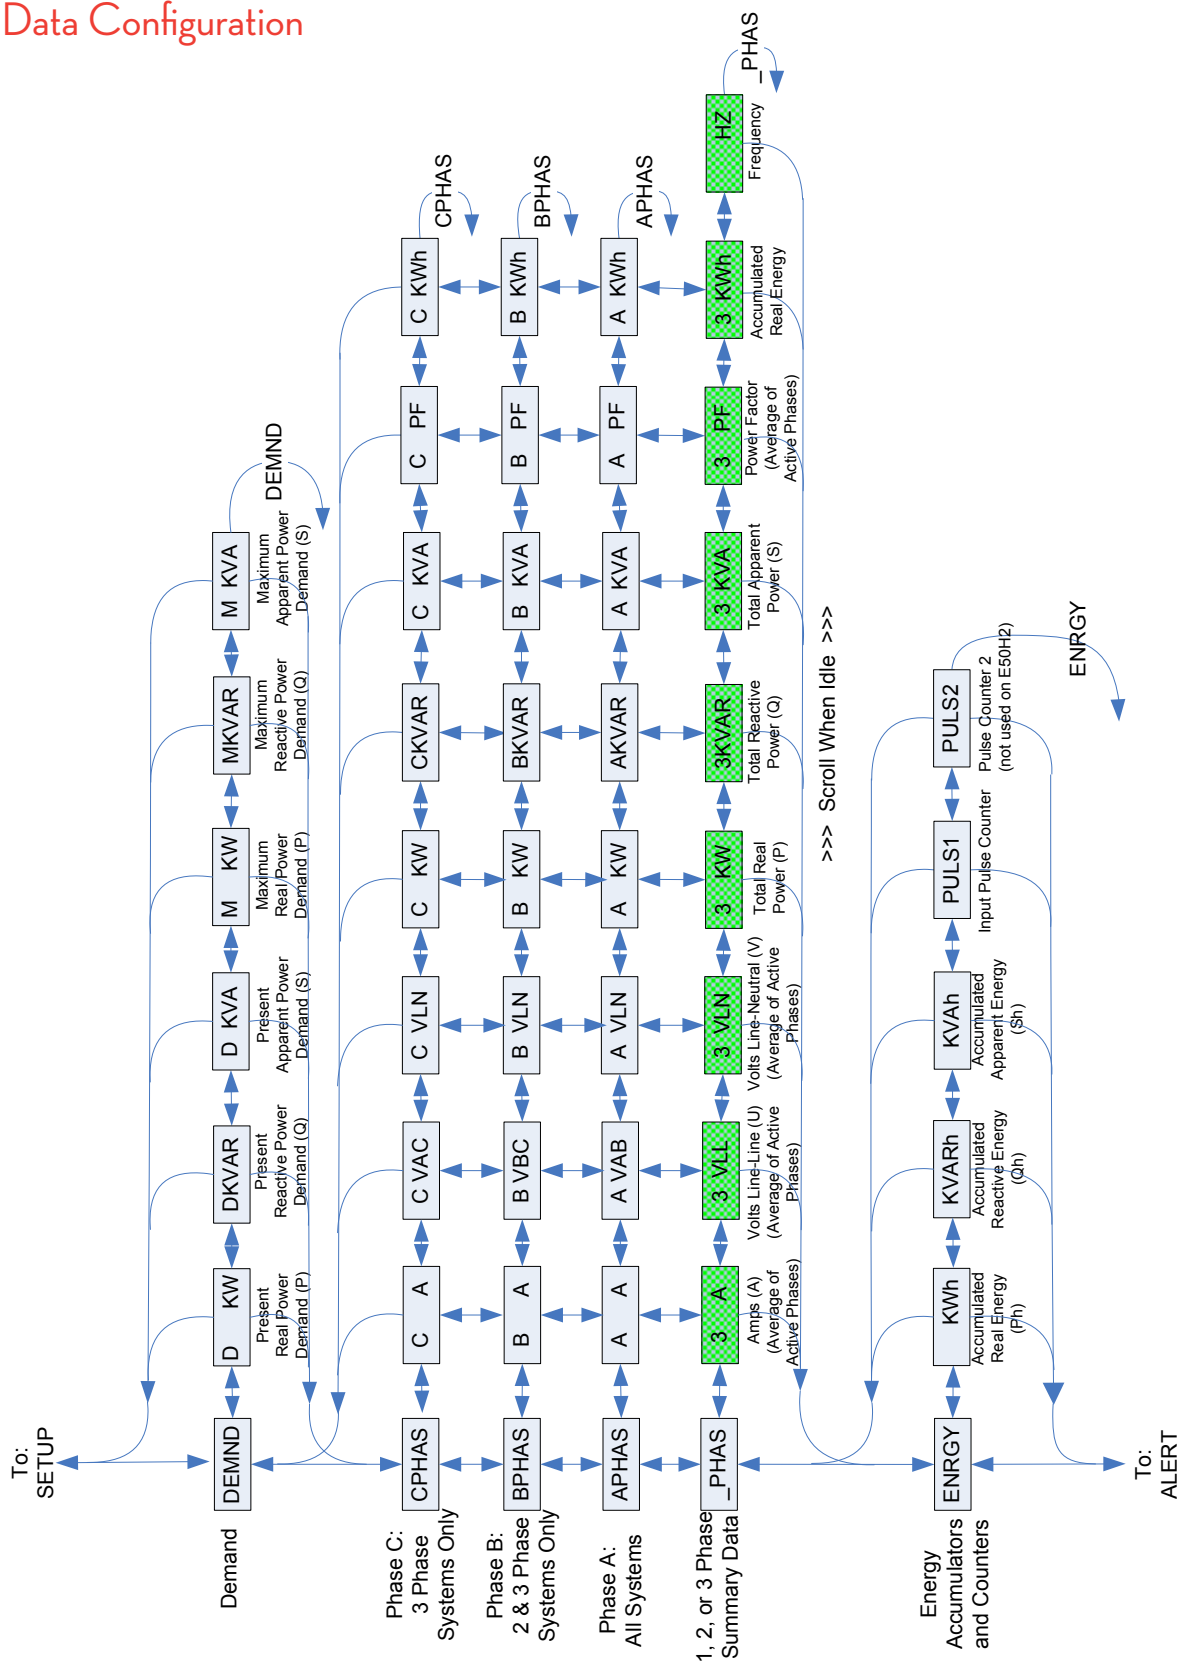 Data Configuration
To:
SETUP
Demand
DEMND
D KW
Present
Real Power
Demand (P)
DKVAR
Present
Reactive Power
Demand (Q)
D KVA
Present
Apparent Power
Demand (S)
M KW
Maximum
Real Power
Demand (P)
MKVAR
Maximum
Reactive Power
Demand (Q)
M KVA
Maximum
Apparent Power
Demand (S)
DEMND
Phase C:
3 Phase
Systems Only
CPHAS
C A
C VAC
C VLN
C KW
CKVAR
C KVA
C PF
C KWh
CPHAS
Phase B:
2 & 3 Phase
Systems Only
BPHAS
B A
B VBC
B VLN
B KW
BKVAR
B KVA
B PF
B KWh
BPHAS
Phase A:
All Systems
APHAS
A A
A VAB
A VLN
A KW
AKVAR
A KVA
A PF
A KWh
APHAS
1, 2, or 3 Phase
Summary Data
_PHAS
3 A
Amps (A)
(Average of
Active Phases)
3 VLL
Volts Line-Line (U)
(Average of Active
Phases)
3 VLN
Volts Line-Neutral (V)
(Average of Active
Phases)
3 KW
Total Real
Power (P)
3KVAR
Total Reactive
Power (Q)
3 KVA
Total Apparent
Power (S)
3 PF
Power Factor
(Average of
Active Phases)
3 KWh
Accumulated
Real Energy
HZ
Frequency
_PHAS
>>> Scroll When Idle >>>
Energy
Accumulators
and Counters
ENRGY
KWh
Accumulated
Real Energy
(Ph)
KVARh
Accumulated
Reactive Energy
(Qh)
KVAh
Accumulated
Apparent Energy
(Sh)
PULS1
Input Pulse Counter
PULS2
Pulse Counter 2
(not used on E50H2)
ENRGY
To:
ALERT